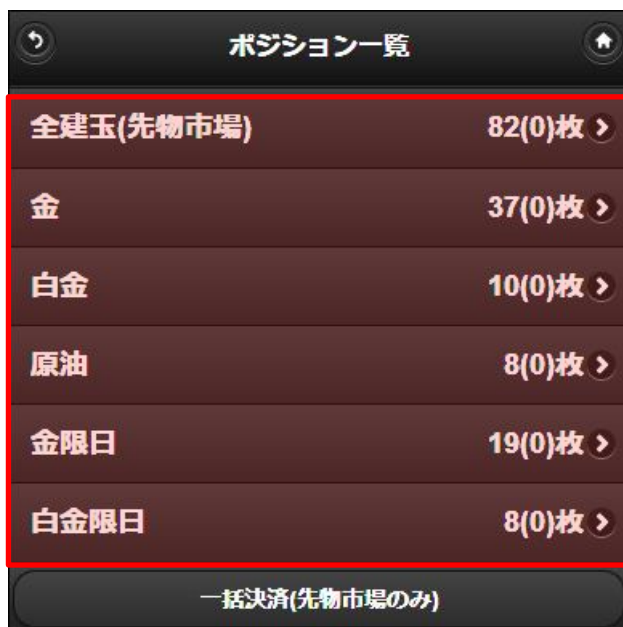 ポジション一覧
全建玉(先物市場) 82(0)枚
金 37(0)枚
白金 10(0)枚
原油 8(0)枚
金限日 19(0)枚
白金限日 8(0)枚
一括決済(先物市場のみ)